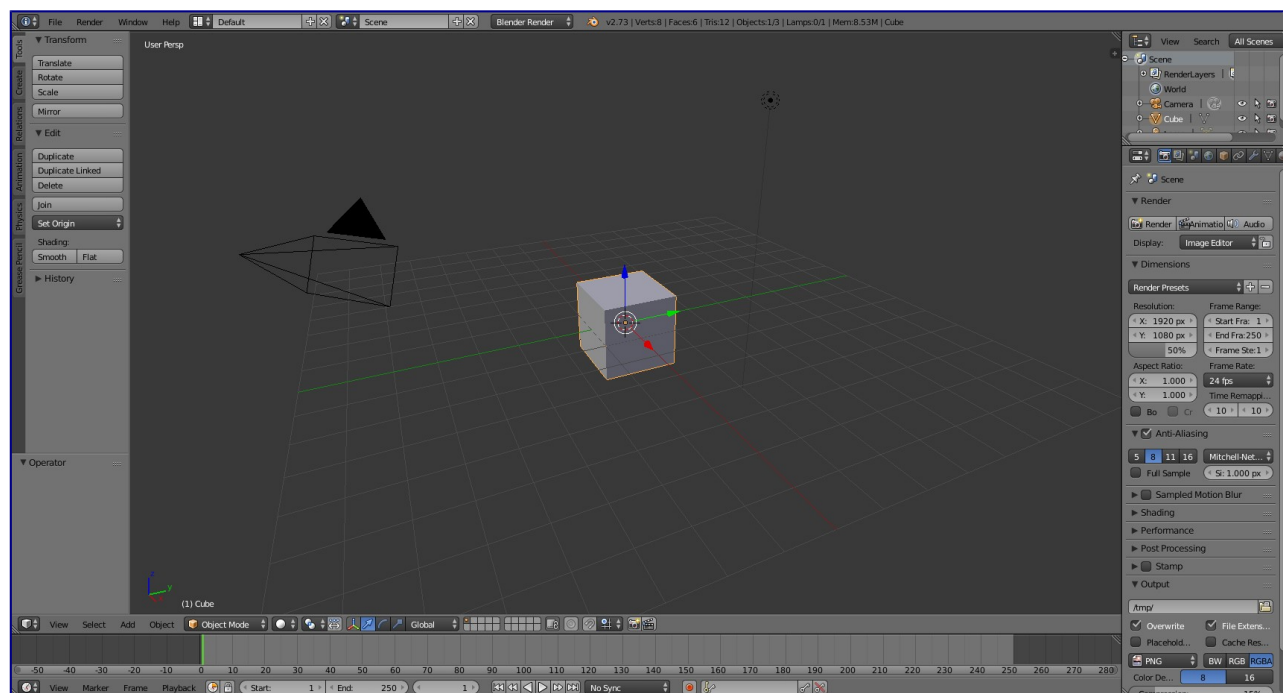 File Render Window Help Default Scene Blender Render v2.73 | Verts:8 | Faces:6 | Tris:12 | Objects:1/3 | Lamps:0/1 | Mem:8.53M | Cube
Tools
Create
Relations
Animation
Physics
Grease Pencil
Transform
Translate
Rotate
Scale
Mirror
Edit
Duplicate
Duplicate Linked
Delete
Join
Set Origin
Shading:
Smooth Flat
History
Operator
User Persp
z
y
(1) Cube
View Select Add Object Object Mode Global
-50 -40 -30 -20 -10 0 10 20 30 40 50 60 70 80 90 100 110 120 130 140 150 160 170 180 190 200 210 220 230 240 250 260 270 280
View Marker Frame Playback Start: 1 End: 250 1 No Sync
View Search All Scenes
Scene
RenderLayers |
World
Camera |
Cube |
Scene
Render
Render Animatio Audio
Display: Image Editor
Dimensions
Render Presets
Resolution: Frame Range:
X: 1920 px Start Fra: 1
Y: 1080 px End Fra:250
50% Frame Ste:1
Aspect Ratio: Frame Rate:
X: 1.000 24 fps
Y: 1.000 Time Remappi...
Bo Cr 10 10
Anti-Aliasing
5 8 11 16 Mitchell-Net...
Full Sample Si: 1.000 px
Sampled Motion Blur
Shading
Performance
Post Processing
Stamp
Output
/tmp/
Overwrite File Extens...
Placehold... Cache Res...
PNG BW RGB RGBA
Color De... 8 16